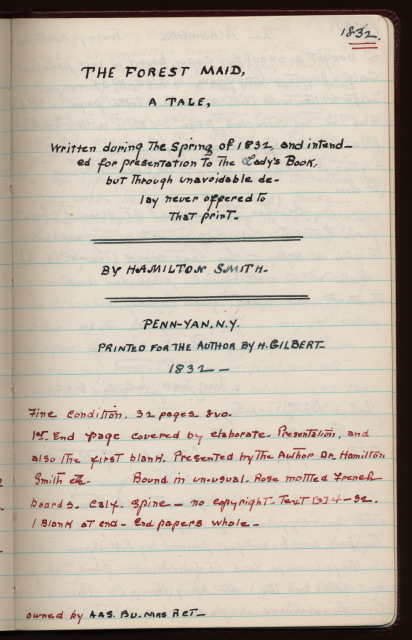 1832.
THE FOREST MAID,
A TALE,
Written during The Spring of 1832, and intend-
ed for presentation To The Lady's Book,
but Through unavoidable de-
lay never offered To
That print.
BY HAMILTON SMITH.
PENN-YAN, N.Y.
PRINTED FOR THE AUTHOR BY H. GILBERT
1832 —
Fine condition, 32 pages 8vo.
1st End page covered by elaborate Presentation, and
also The first blank. Presented by The Author Dr. Hamilton
Smith etc. Bound in unusual Rose mottled French
boards. Calf spine — no copyright. Text [3] 4-32.
1 Blank at end - End papers whole -
owned by AAS. BU.